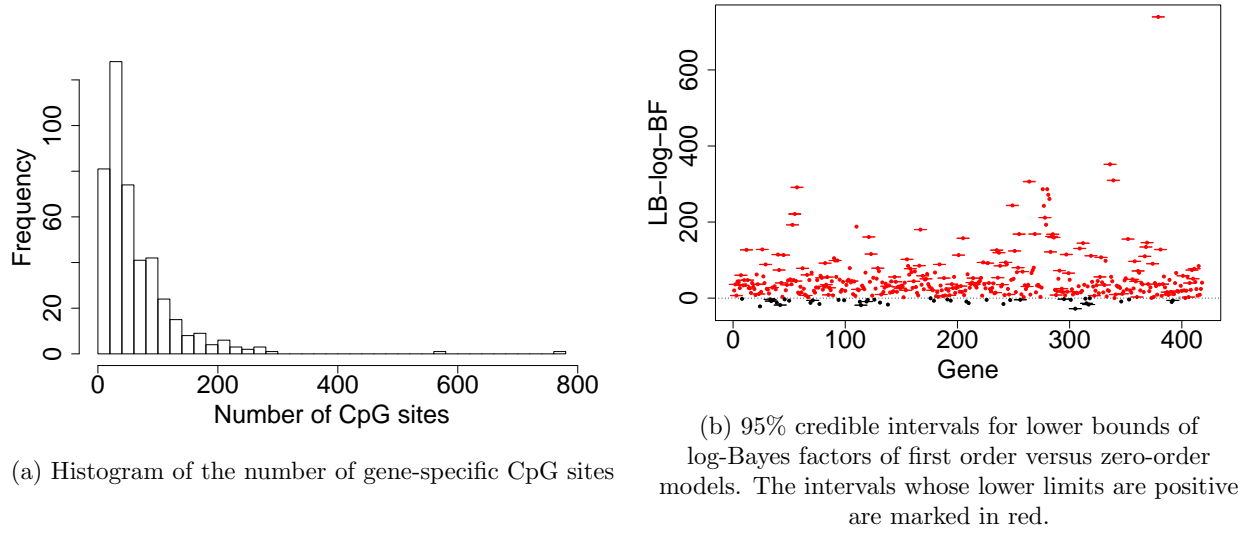 100
60
20
0
Frequency
0
200
400
600
800
Number of CpG sites
(a) Histogram of the number of gene-specific CpG sites
600
400
200
0
LB−log−BF
0
100
200
300
400
Gene
(b) 95% credible intervals for lower bounds of
log-Bayes factors of first order versus zero-order
models. The intervals whose lower limits are positive
are marked in red.